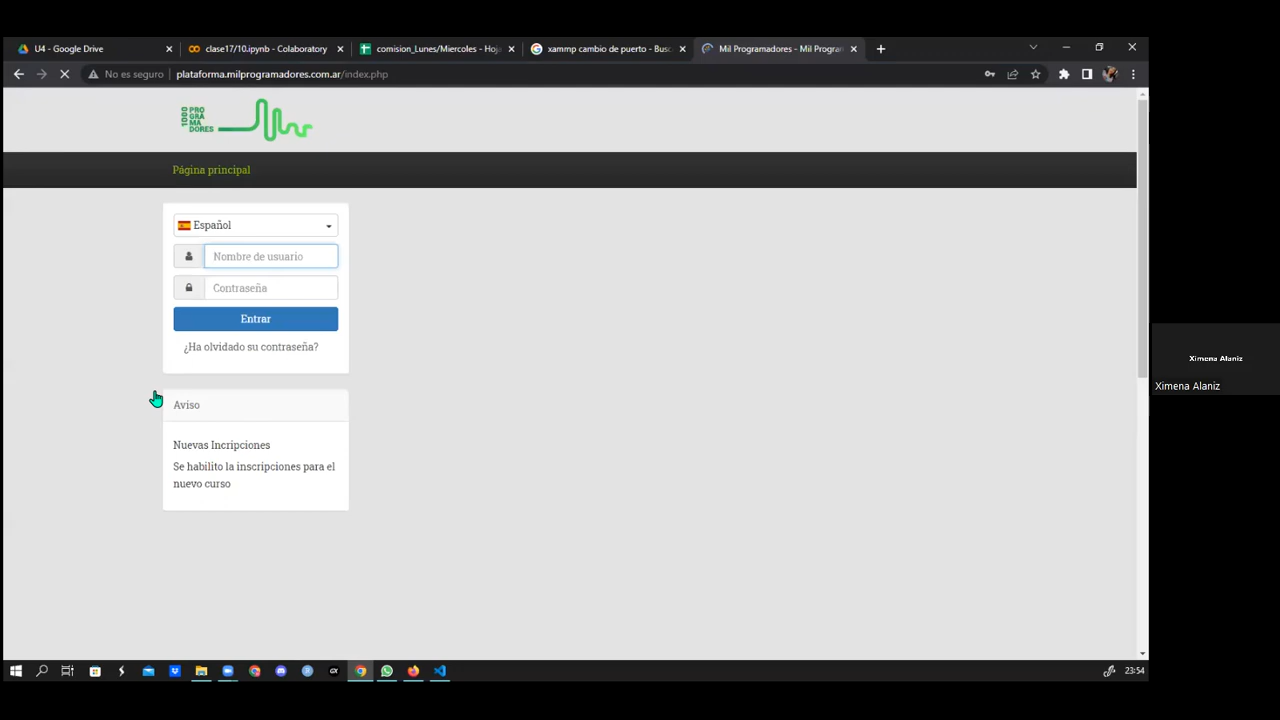 U4 - Google Drive
clase17/10.ipynb - Colaboratory
comision_Lunes/Miercoles - Hoja
xammp cambio de puerto - Busc
Mil Programadores - Mil Program
No es seguro
plataforma.milprogramadores.com.ar/index.php
1000
PRO
GRA
MA
DORES
Página principal
Español
Nombre de usuario
Contraseña
Entrar
¿Ha olvidado su contraseña?
Aviso
Nuevas Incripciones
Se habilito la inscripciones para el
nuevo curso
Ximena Alaniz
Ximena Alaniz
GX
23:54